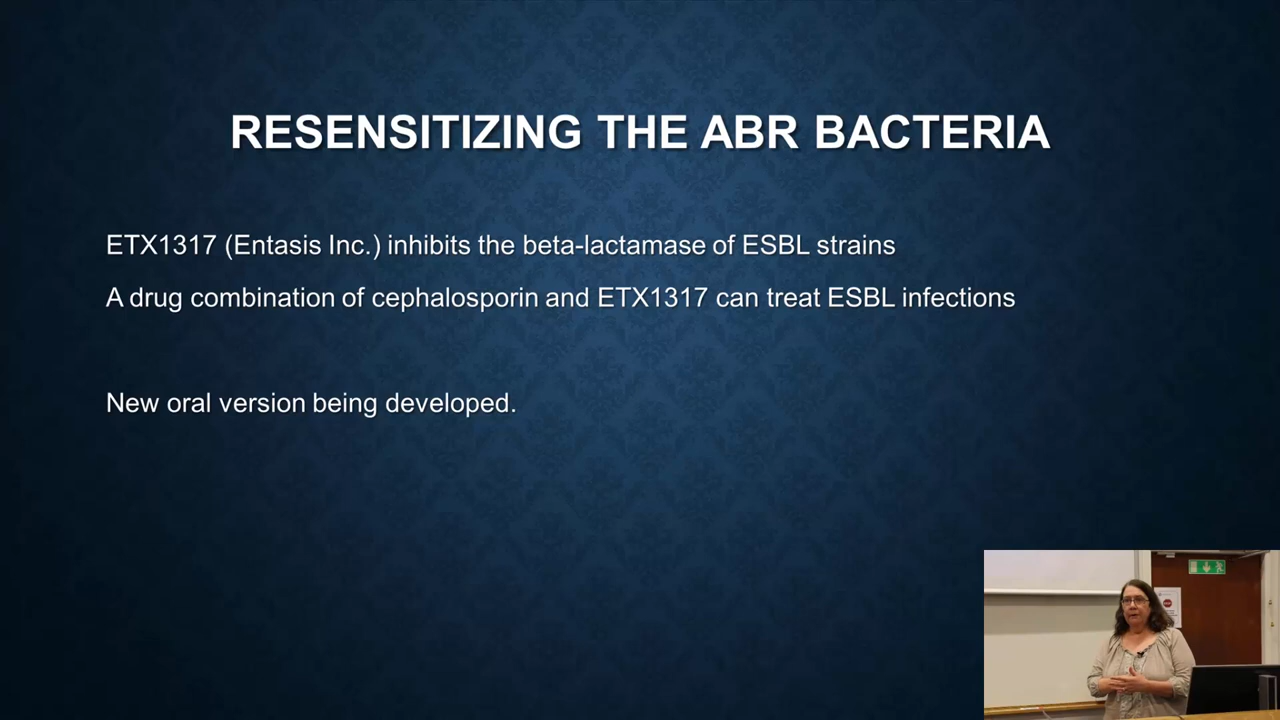 RESENSITIZING THE ABR BACTERIA
ETX1317 (Entasis Inc.) inhibits the beta-lactamase of ESBL strains
A drug combination of cephalosporin and ETX1317 can treat ESBL infections
New oral version being developed.